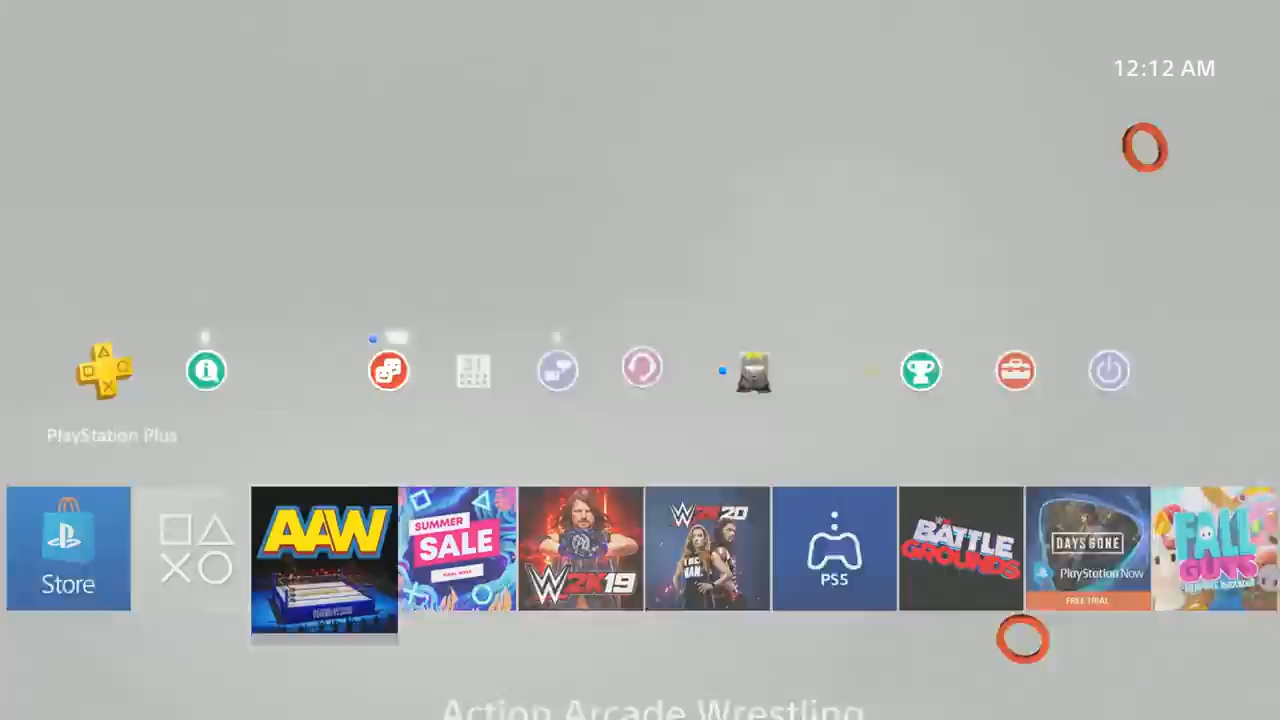 12:12 AM
31
PlayStation Plus
Store
AAW
SUMMER
SALE
W2K19
W2K20
PS5
BATTLE
GROUNDS
DAYS GONE
PlayStation Now
FREE TRIAL
FALL
GUYS
Action Arcade Wrestling